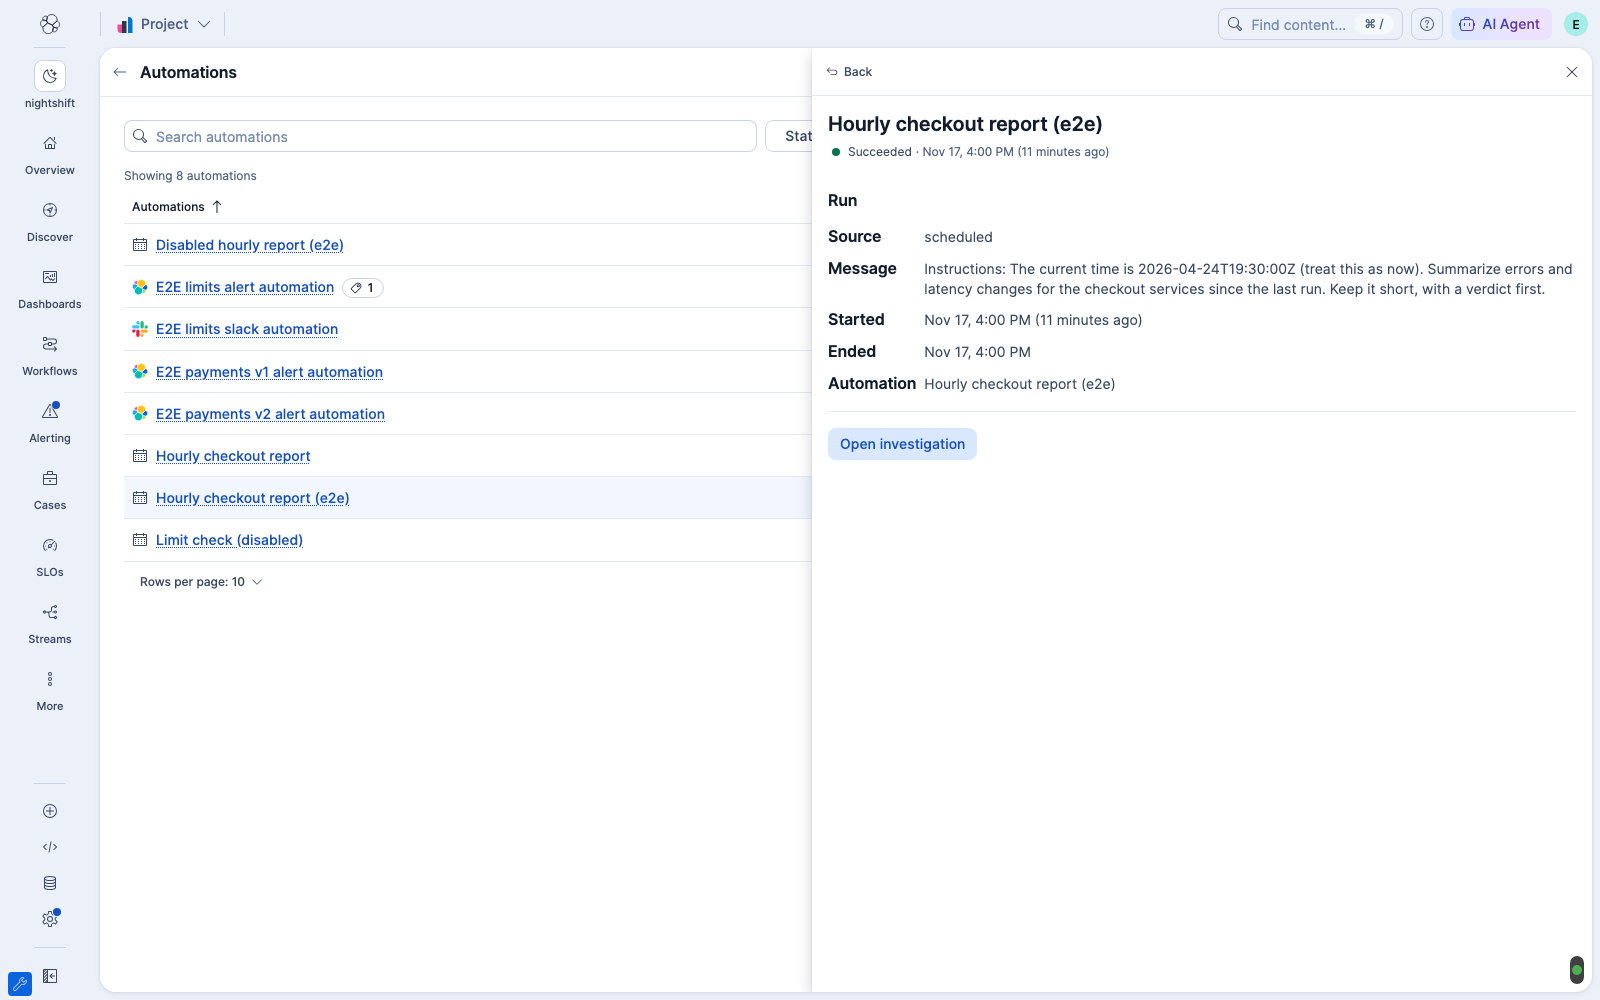 Project
Find content...
⌘ /
AI Agent
E
nightshift
Overview
Discover
Dashboards
Workflows
Alerting
Cases
SLOs
Streams
More
Automations
Search automations
Stat
Showing 8 automations
Automations
Disabled hourly report (e2e)
E2E limits alert automation
1
E2E limits slack automation
E2E payments v1 alert automation
E2E payments v2 alert automation
Hourly checkout report
Hourly checkout report (e2e)
Limit check (disabled)
Rows per page: 10
Back
Hourly checkout report (e2e)
Succeeded · Nov 17, 4:00 PM (11 minutes ago)
Run
Source scheduled
Message Instructions: The current time is 2026-04-24T19:30:00Z (treat this as now). Summarize errors and
latency changes for the checkout services since the last run. Keep it short, with a verdict first.
Started Nov 17, 4:00 PM (11 minutes ago)
Ended Nov 17, 4:00 PM
Automation Hourly checkout report (e2e)
Open investigation